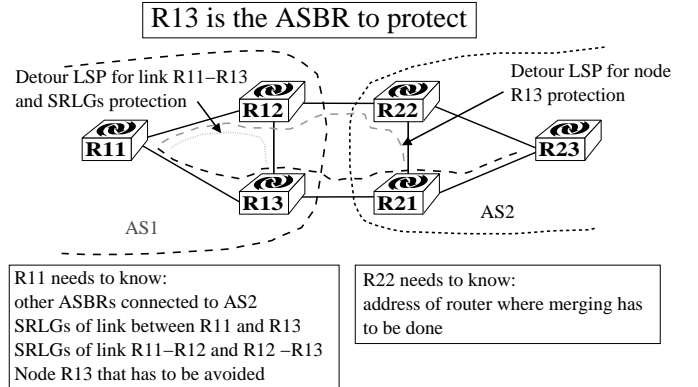 R13 is the ASBR to protect
Detour LSP for link R11–R13
and SRLGs protection
Detour LSP for node
R13 protection
R12
R22
R11
R23
R13
R21
AS1
AS2
R11 needs to know:
other ASBRs connected to AS2
SRLGs of link between R11 and R13
SRLGs of link R11–R12 and R12 –R13
Node R13 that has to be avoided
R22 needs to know:
address of router where merging has
to be done